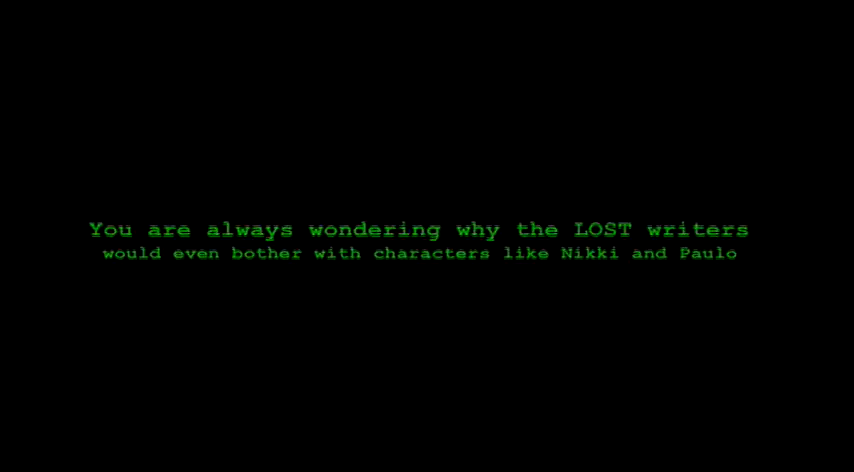 You are always wondering why the LOST writers
would even bother with characters like Nikki and Paulo